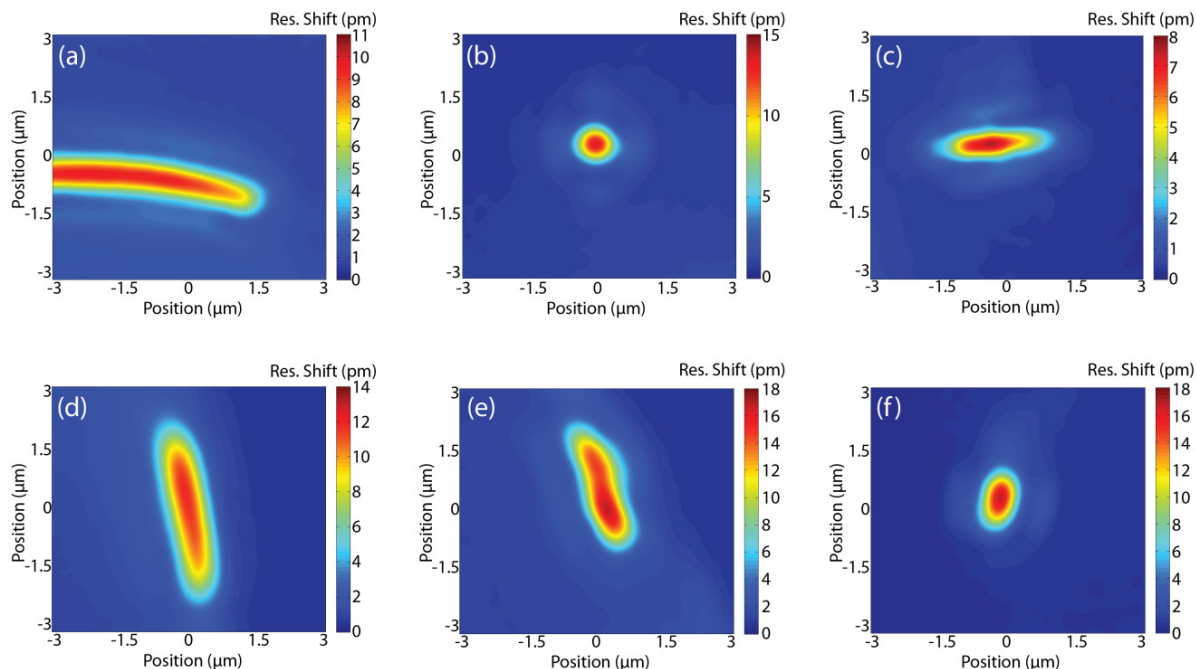 Res. Shift (pm) Res. Shift (pm) Res. Shift (pm)
(a) (b) (c)
3 1.5 0 -1.5 -3
Position (µm)
-3 -1.5 0 1.5 3
Position (µm)
11 10 9 8 7 6 5 4 3 2 1 0
3 1.5 0 -1.5 -3
Position (µm)
-3 -1.5 0 1.5 3
Position (µm)
15 10 5 0
3 1.5 0 -1.5 -3
Position (µm)
-3 -1.5 0 1.5 3
Position (µm)
8 7 6 5 4 3 2 1 0
Res. Shift (pm) Res. Shift (pm) Res. Shift (pm)
(d) (e) (f)
3 1.5 0 -1.5 -3
Position (µm)
-3 -1.5 0 1.5 3
Position (µm)
14 12 10 8 6 4 2 0
3 1.5 0 -1.5 -3
Position (µm)
-3 -1.5 0 1.5 3
Position (µm)
18 16 14 12 10 8 6 4 2 0
3 1.5 0 -1.5 -3
Position (µm)
-3 -1.5 0 1.5 3
Position (µm)
18 16 14 12 10 8 6 4 2 0